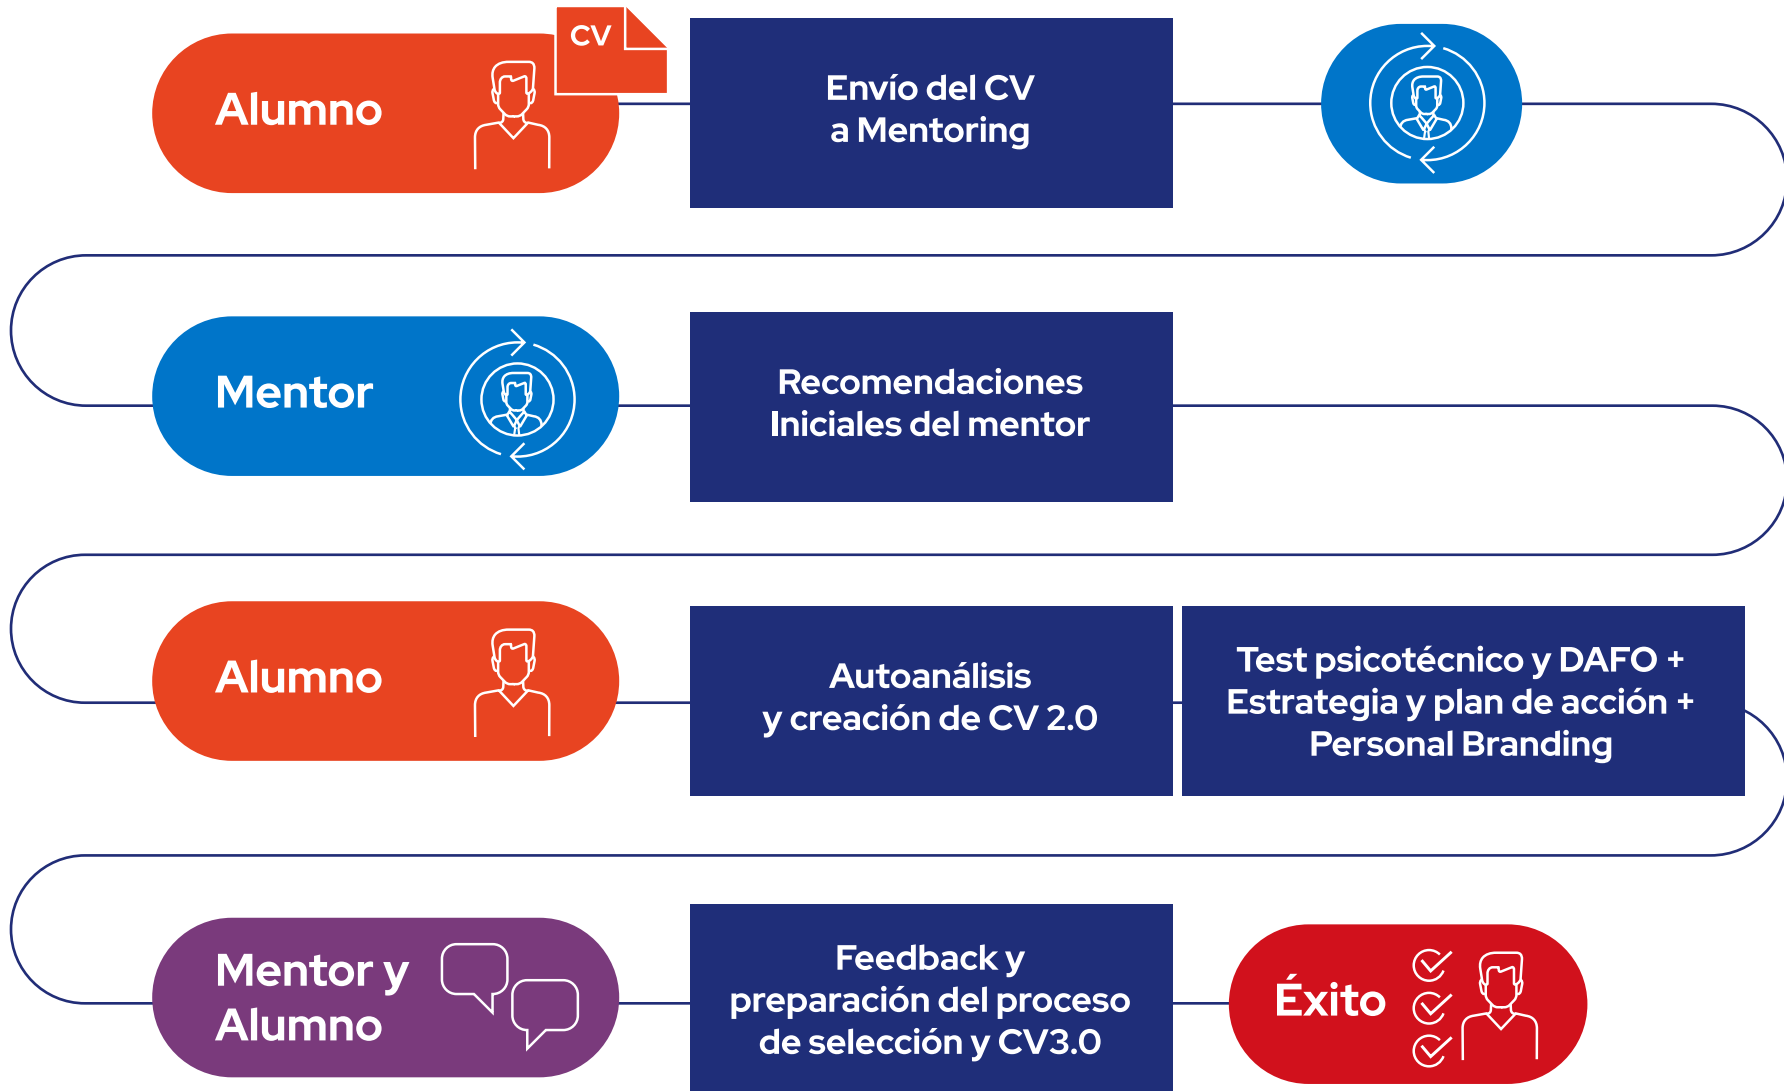 Alumno
CV
Envío del CV
a Mentoring
Mentor
Recomendaciones
Iniciales del mentor
Alumno
Autoanálisis
y creación de CV 2.0
Test psicotécnico y DAFO +
Estrategia y plan de acción +
Personal Branding
Mentor y
Alumno
Feedback y
preparación del proceso
de selección y CV3.0
Éxito